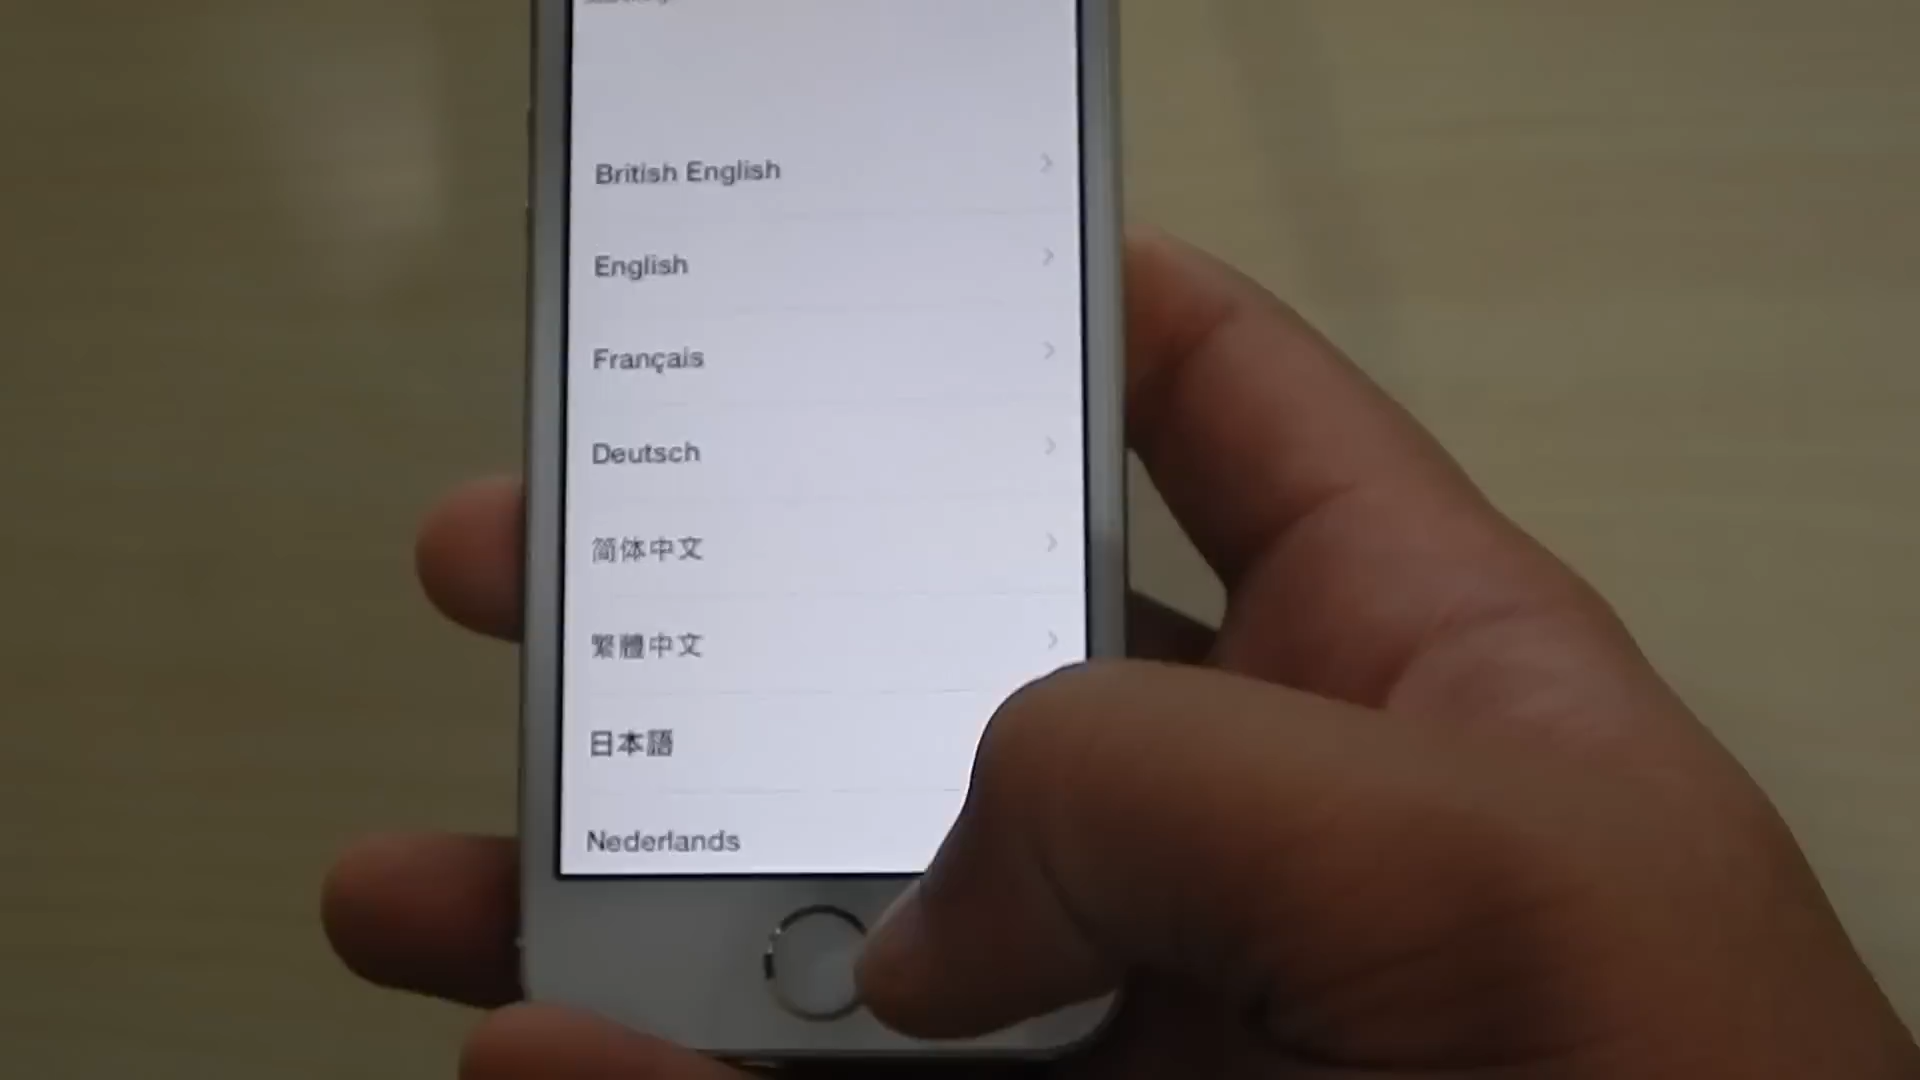 British English
English
Français
Deutsch
简体中文
繁體中文
日本語
Nederlands